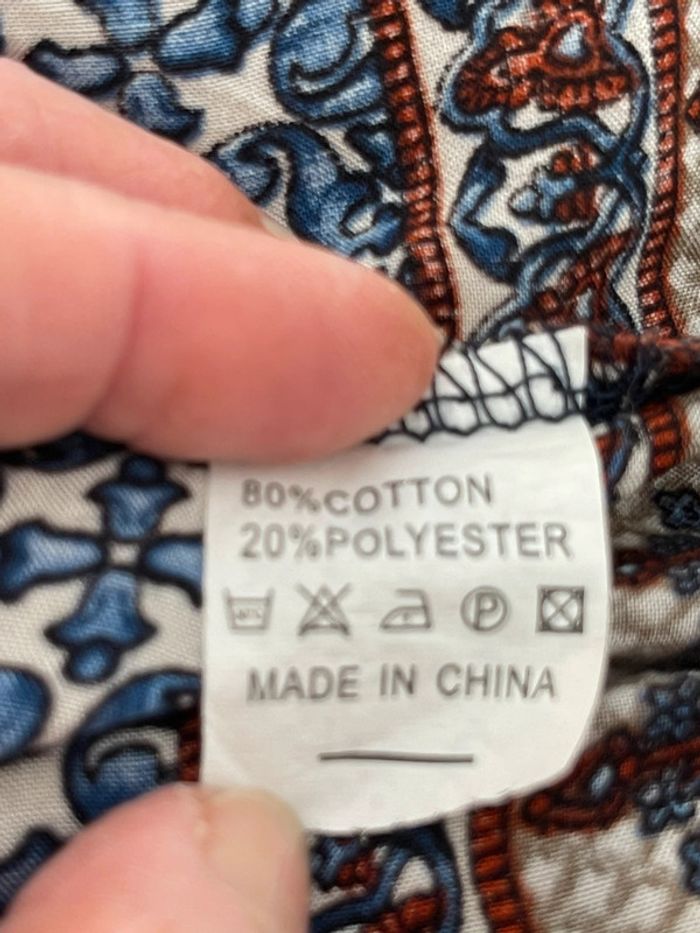 80%COTTON
20%POLYESTER
P
MADE IN CHINA